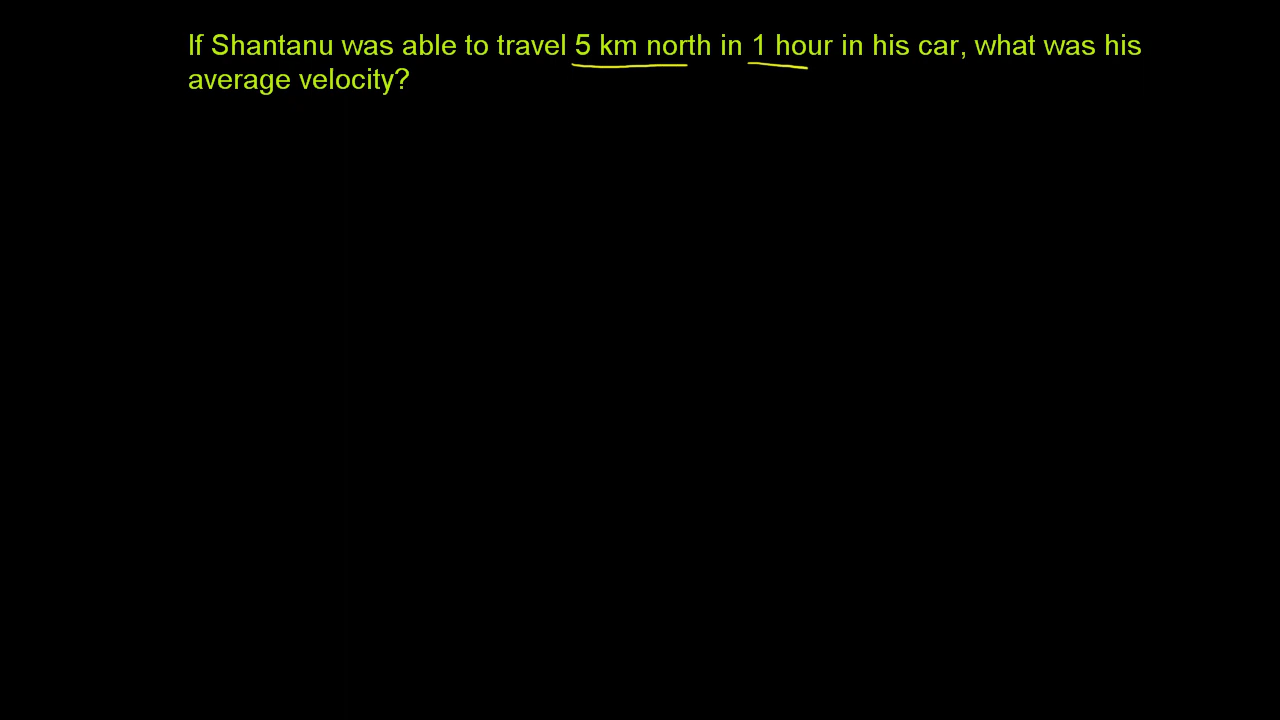 If Shantanu was able to travel 5 km north in 1 hour in his car, what was his
average velocity?